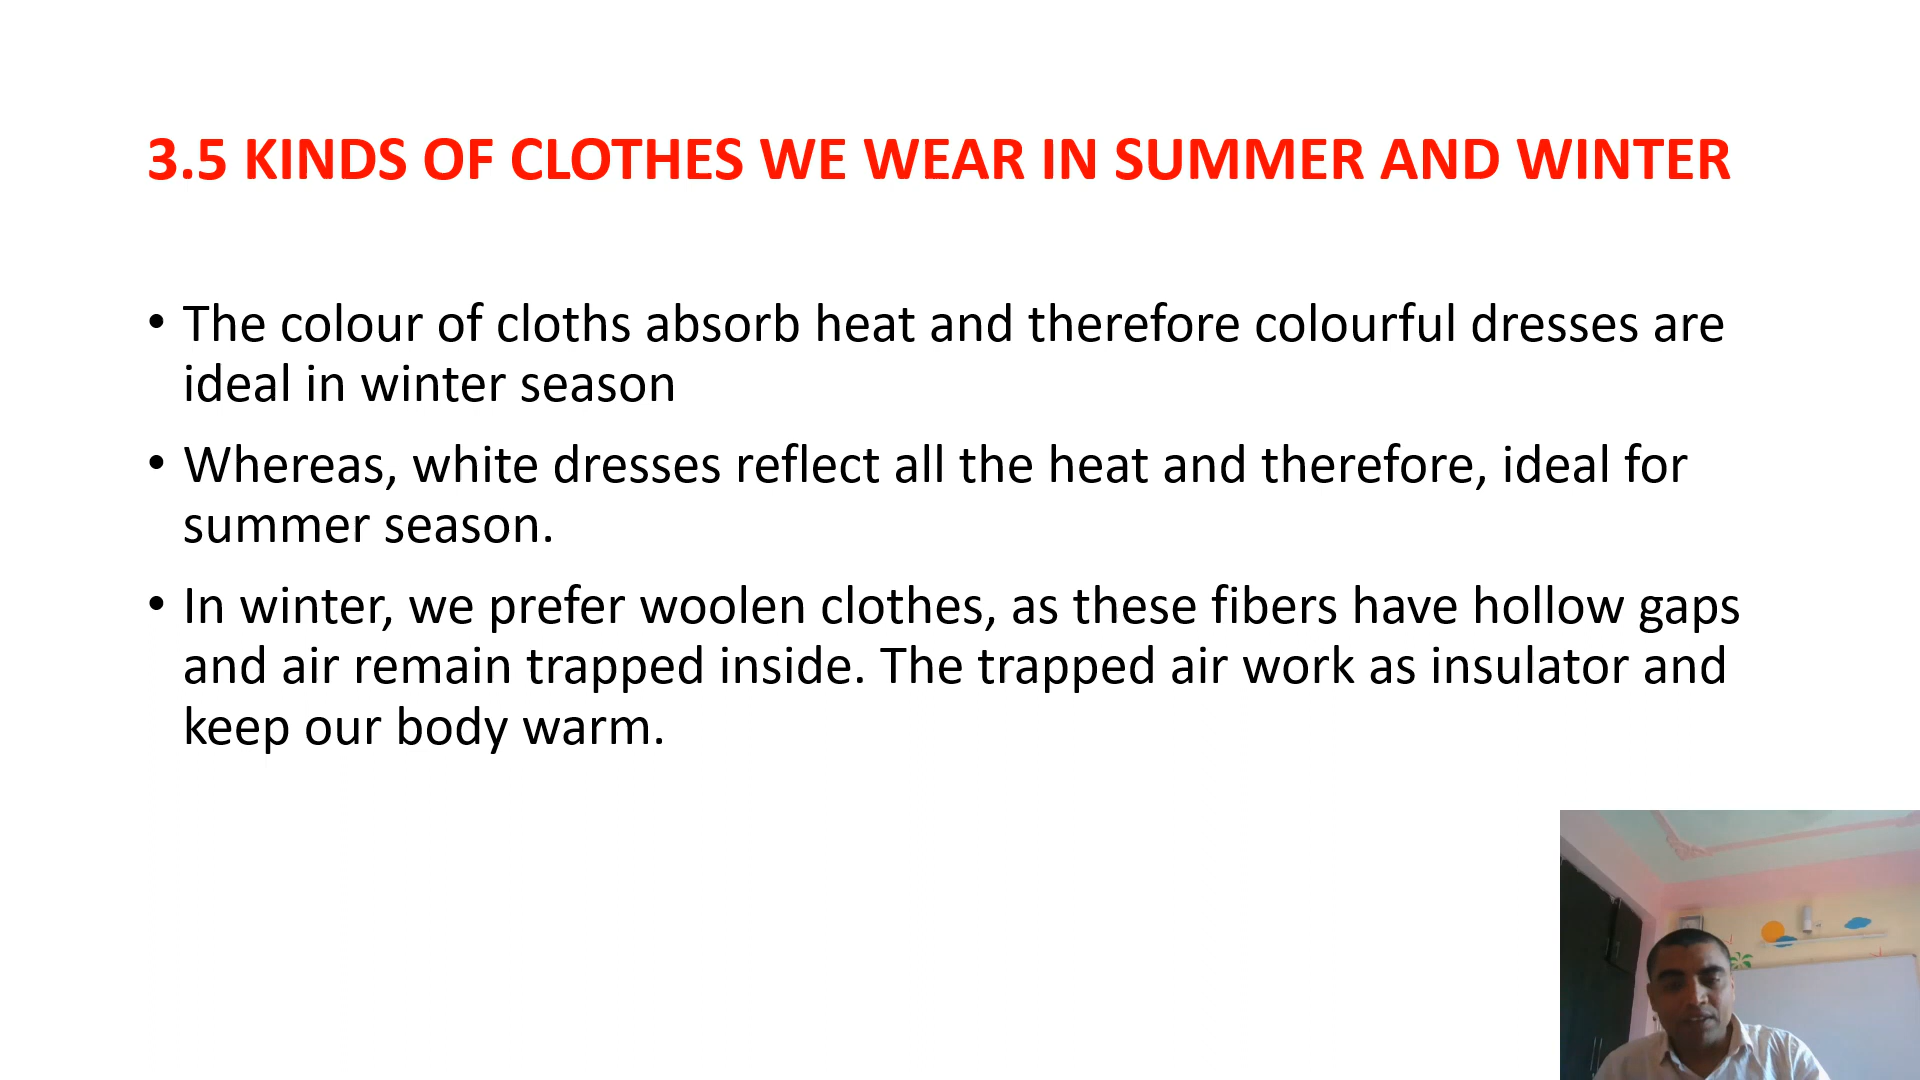 3.5 KINDS OF CLOTHES WE WEAR IN SUMMER AND WINTER
• The colour of cloths absorb heat and therefore colourful dresses are
ideal in winter season
• Whereas, white dresses reflect all the heat and therefore, ideal for
summer season.
• In winter, we prefer woolen clothes, as these fibers have hollow gaps
and air remain trapped inside. The trapped air work as insulator and
keep our body warm.